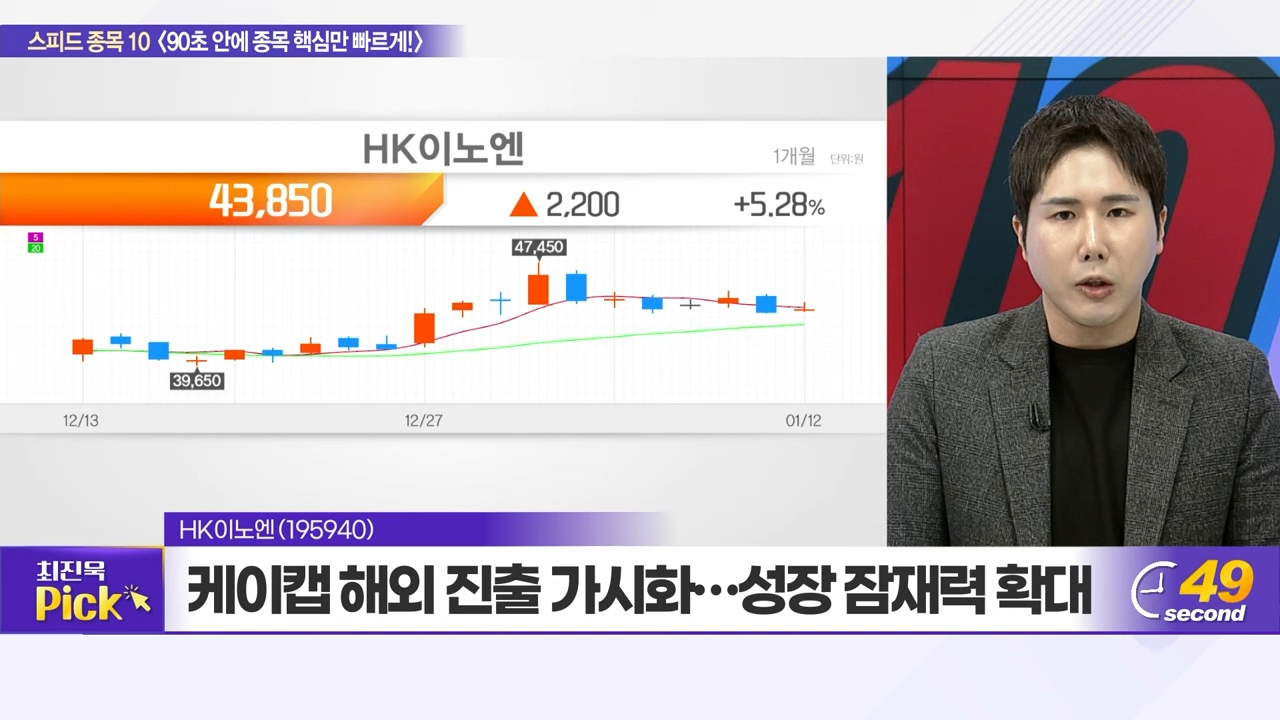 스피드 종목 10 〈90초 안에 종목 핵심만 빠르게!〉
HK이노엔
1개월 단위:원
43,850 ▲ 2,200 +5.28%
5
20
47,450
39,650
12/13 12/27 01/12
HK이노엔(195940)
최진욱
Pick
케이캡 해외 진출 가시화…성장 잠재력 확대
49
second
10